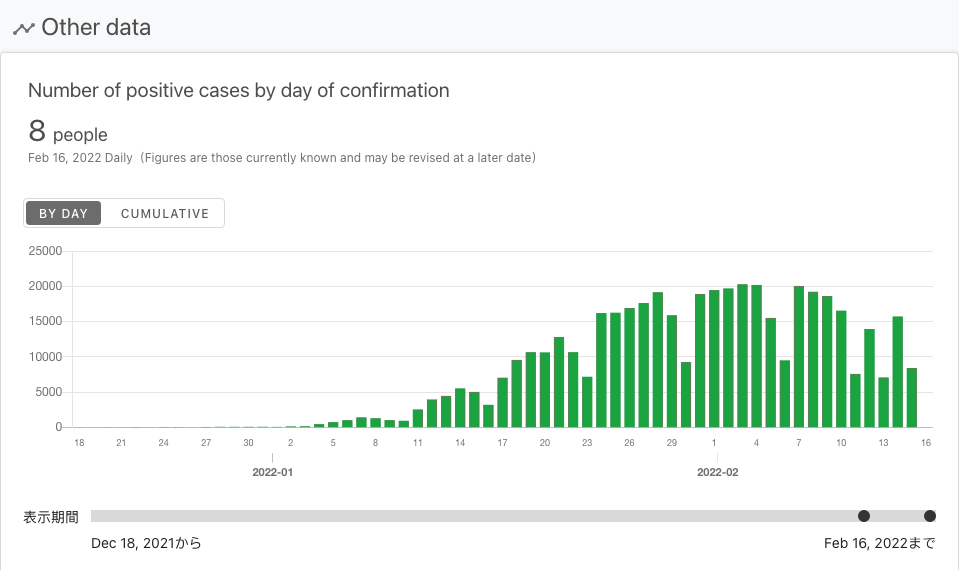 Other data
Number of positive cases by day of confirmation
8 people
Feb 16, 2022 Daily (Figures are those currently known and may be revised at a later date)
BY DAY CUMULATIVE
25000
20000
15000
10000
5000
0
18 21 24 27 30 2 5 8 11 14 17 20 23 26 29 1 4 7 10 13 16
2022-01 2022-02
表示期間
Dec 18, 2021から Feb 16, 2022まで